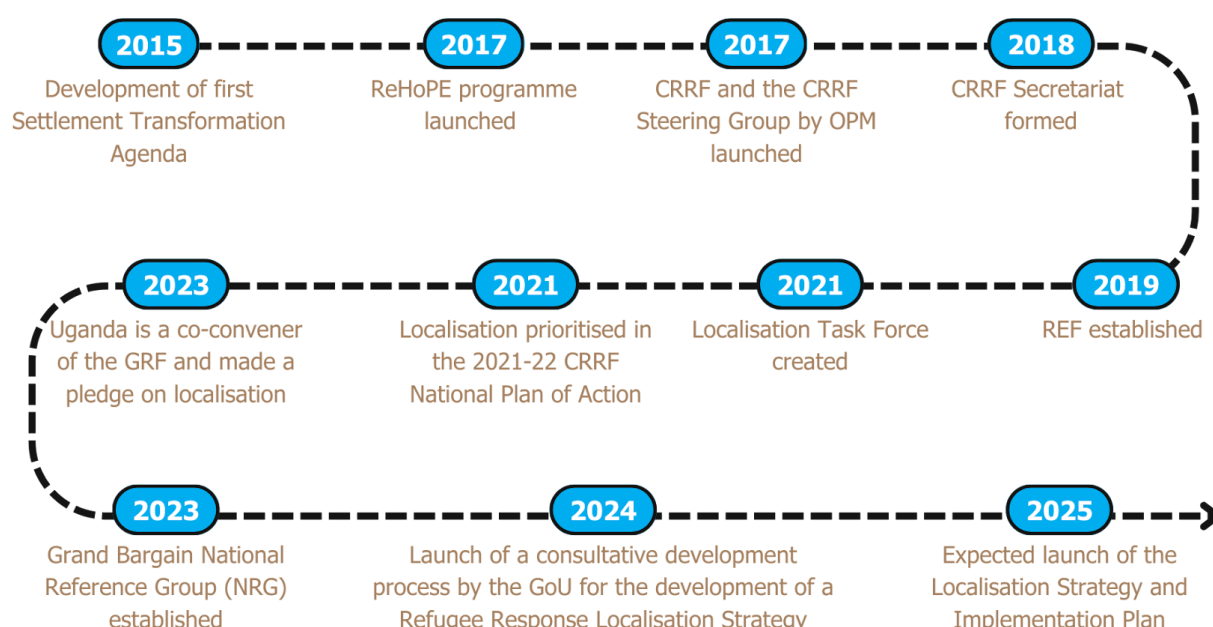 2015
Development of first
Settlement Transformation
Agenda
2017
ReHoPE programme
launched
2017
CRRF and the CRRF
Steering Group by OPM
launched
2018
CRRF Secretariat
formed
2019
REF established
2021
Localisation Task Force
created
2021
Localisation prioritised in
the 2021-22 CRRF
National Plan of Action
2023
Uganda is a co-convener
of the GRF and made a
pledge on localisation
2023
Grand Bargain National
Reference Group (NRG)
established
2024
Launch of a consultative development
process by the GoU for the development of a
Refugee Response Localisation Strategy
2025
Expected launch of the
Localisation Strategy and
Implementation Plan